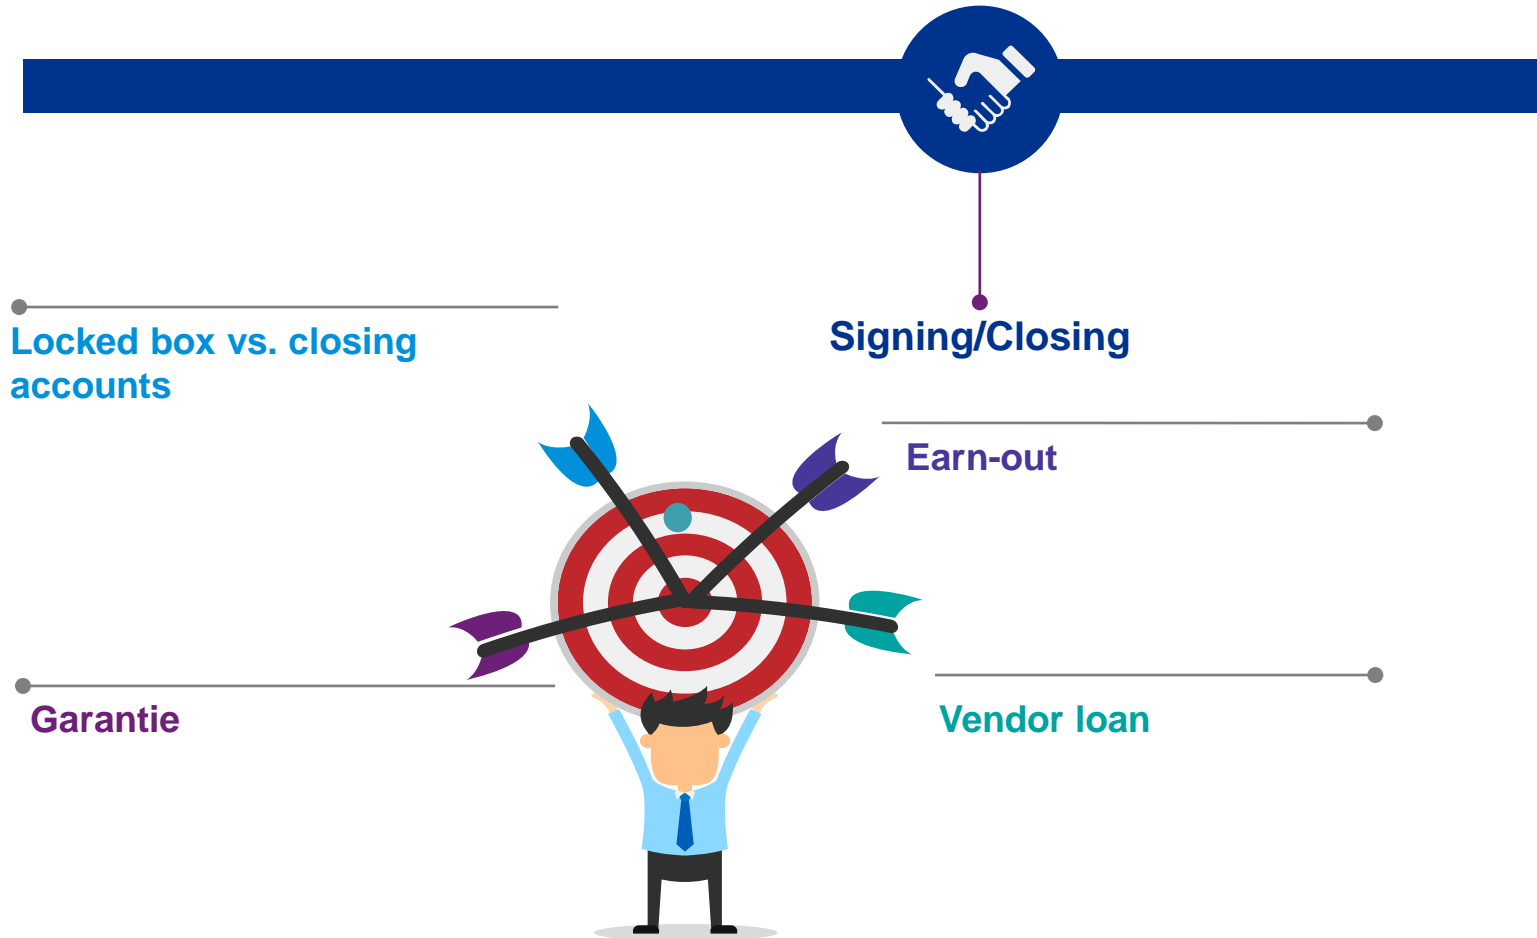 Signing/Closing
Locked box vs. closing
accounts
Earn-out
Garantie
Vendor loan